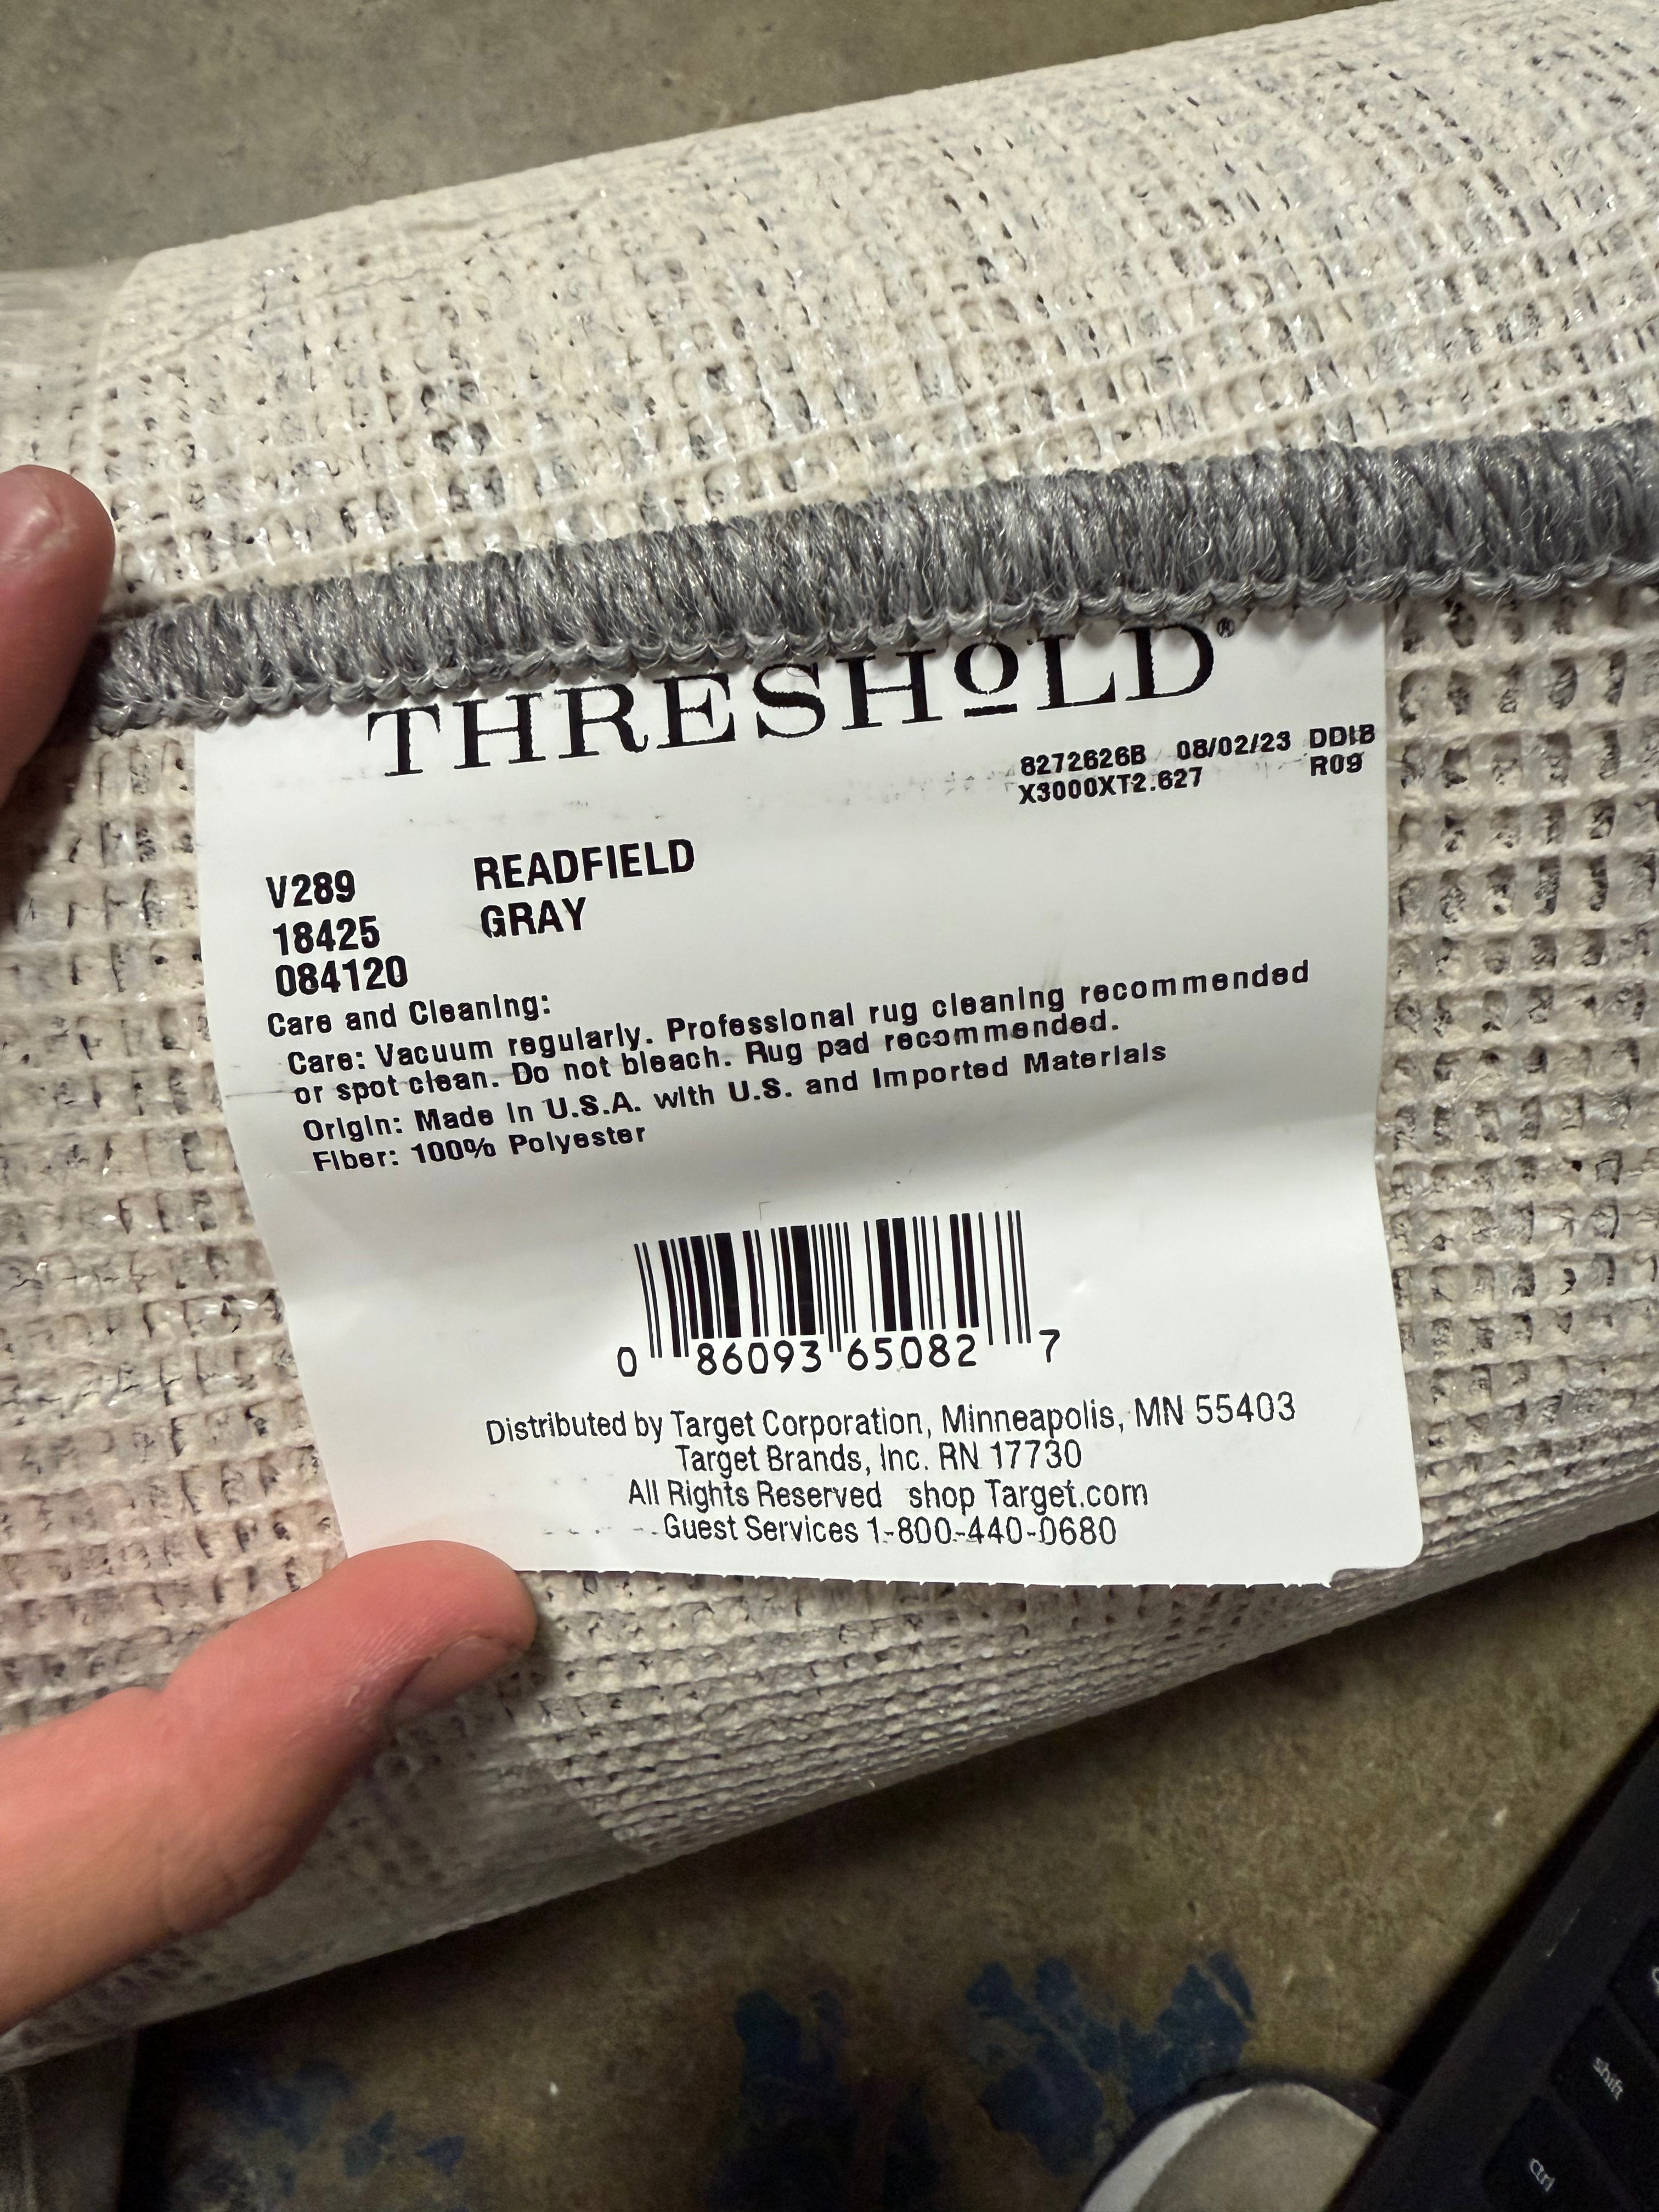 THRESHOLD®
8272626B 08/02/23 DDIB
X3000XT2.627 R09
V289 READFIELD
18425 GRAY
084120
Care and Cleaning:
Care: Vacuum regularly. Professional rug cleaning recommended
or spot clean. Do not bleach. Rug pad recommended.
Origin: Made in U.S.A. with U.S. and Imported Materials
Fiber: 100% Polyester
0 86093 65082 7
Distributed by Target Corporation, Minneapolis, MN 55403
Target Brands, Inc. RN 17730
All Rights Reserved shop Target.com
Guest Services 1-800-440-0680
shift
Ctrl